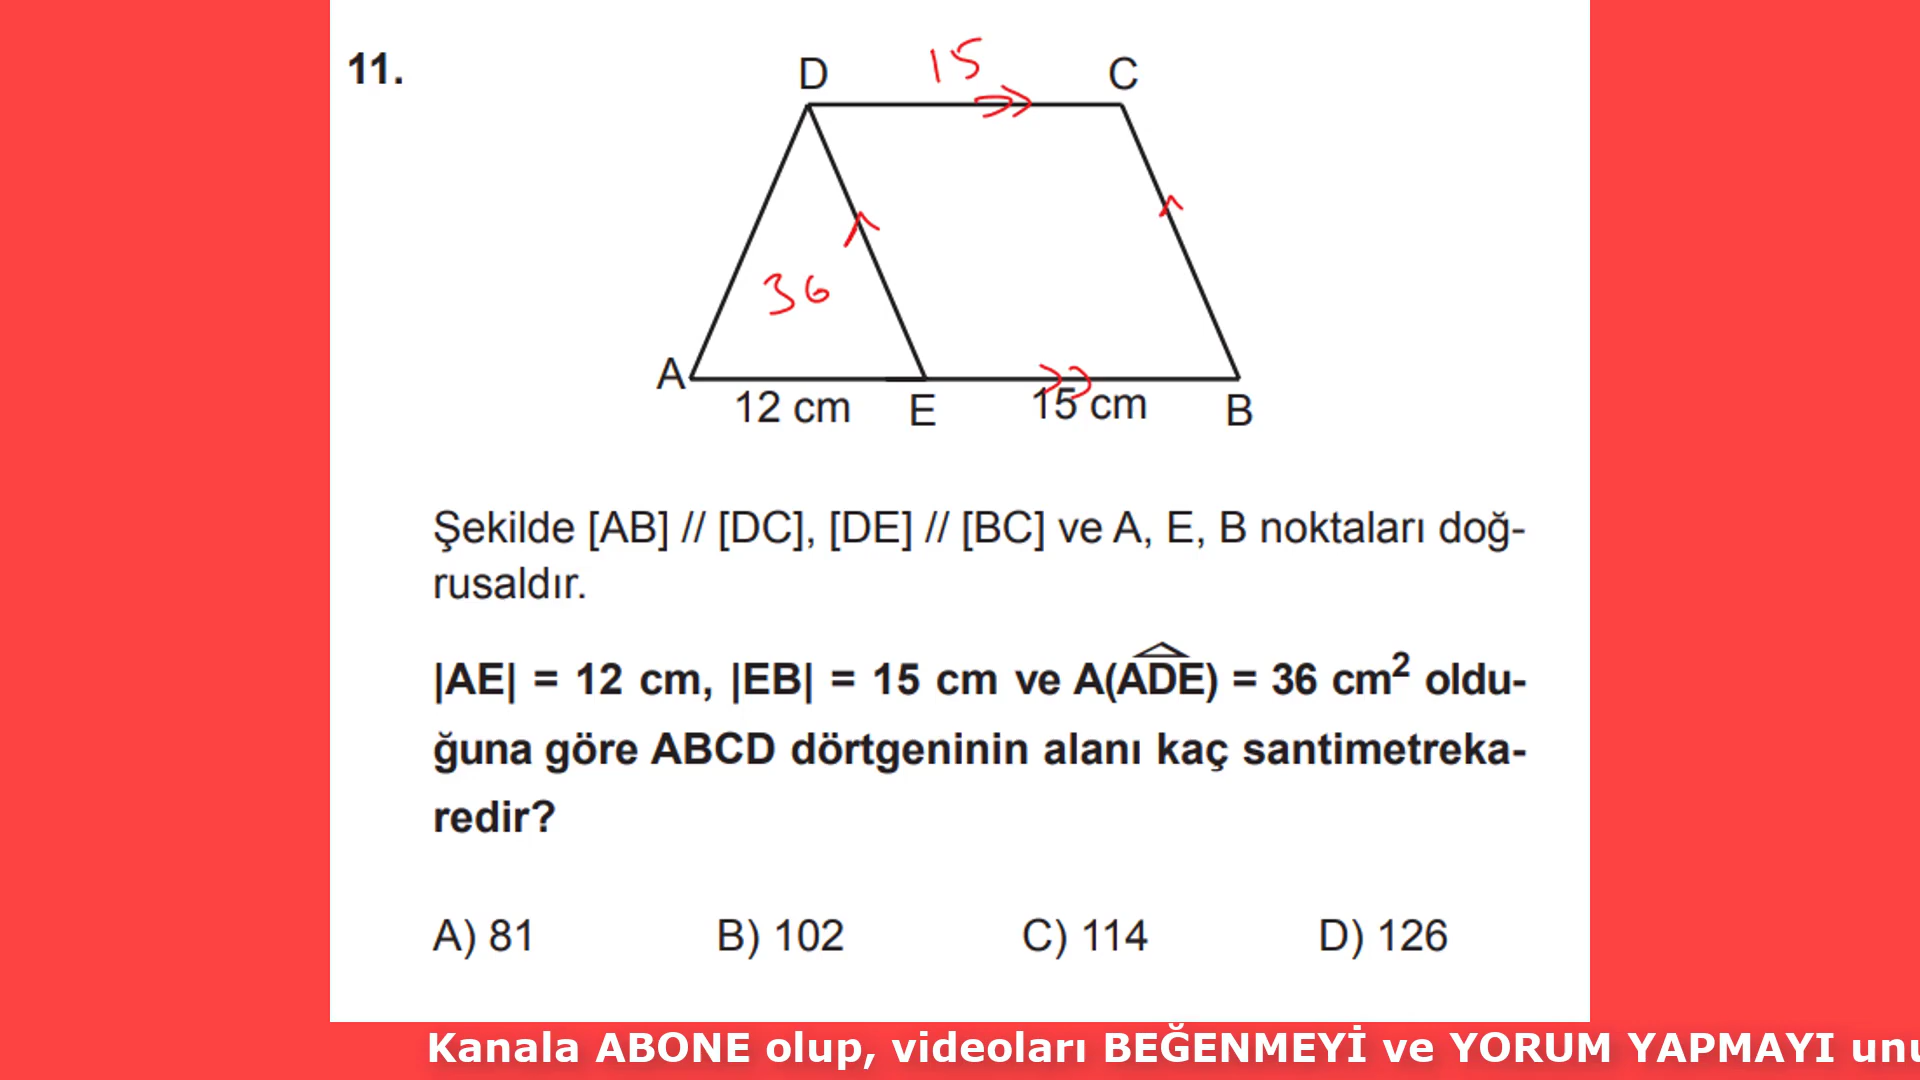 11.
D
15
C
36
A
12 cm
E
15 cm
B
Şekilde [AB] // [DC], [DE] // [BC] ve A, E, B noktaları doğ-
rusaldır.
|AE| = 12 cm, |EB| = 15 cm ve A(ADE) = 36 cm² oldu-
ğuna göre ABCD dörtgeninin alanı kaç santimetreka-
redir?
A) 81 B) 102 C) 114 D) 126
Kanala ABONE olup, videoları BEĞENMEYİ ve YORUM YAPMAYI unu